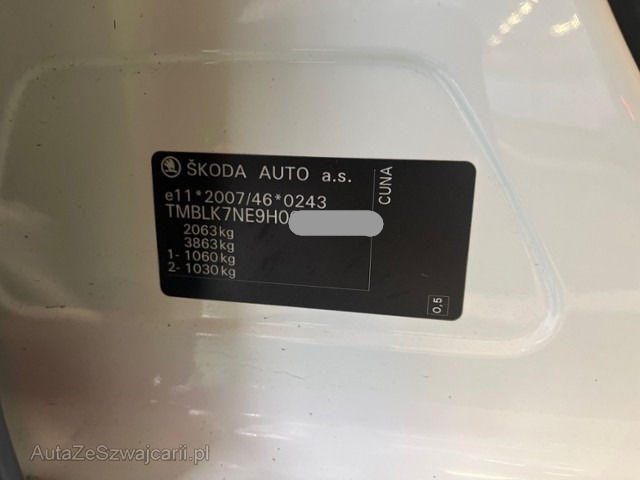 ŠKODA AUTO a.s.
e11*2007/46*0243
TMBLK7NE9H0
2063kg
3863kg
1- 1060kg
2- 1030kg
CUNA
0,5
AutaZeSzwajcarii.pl